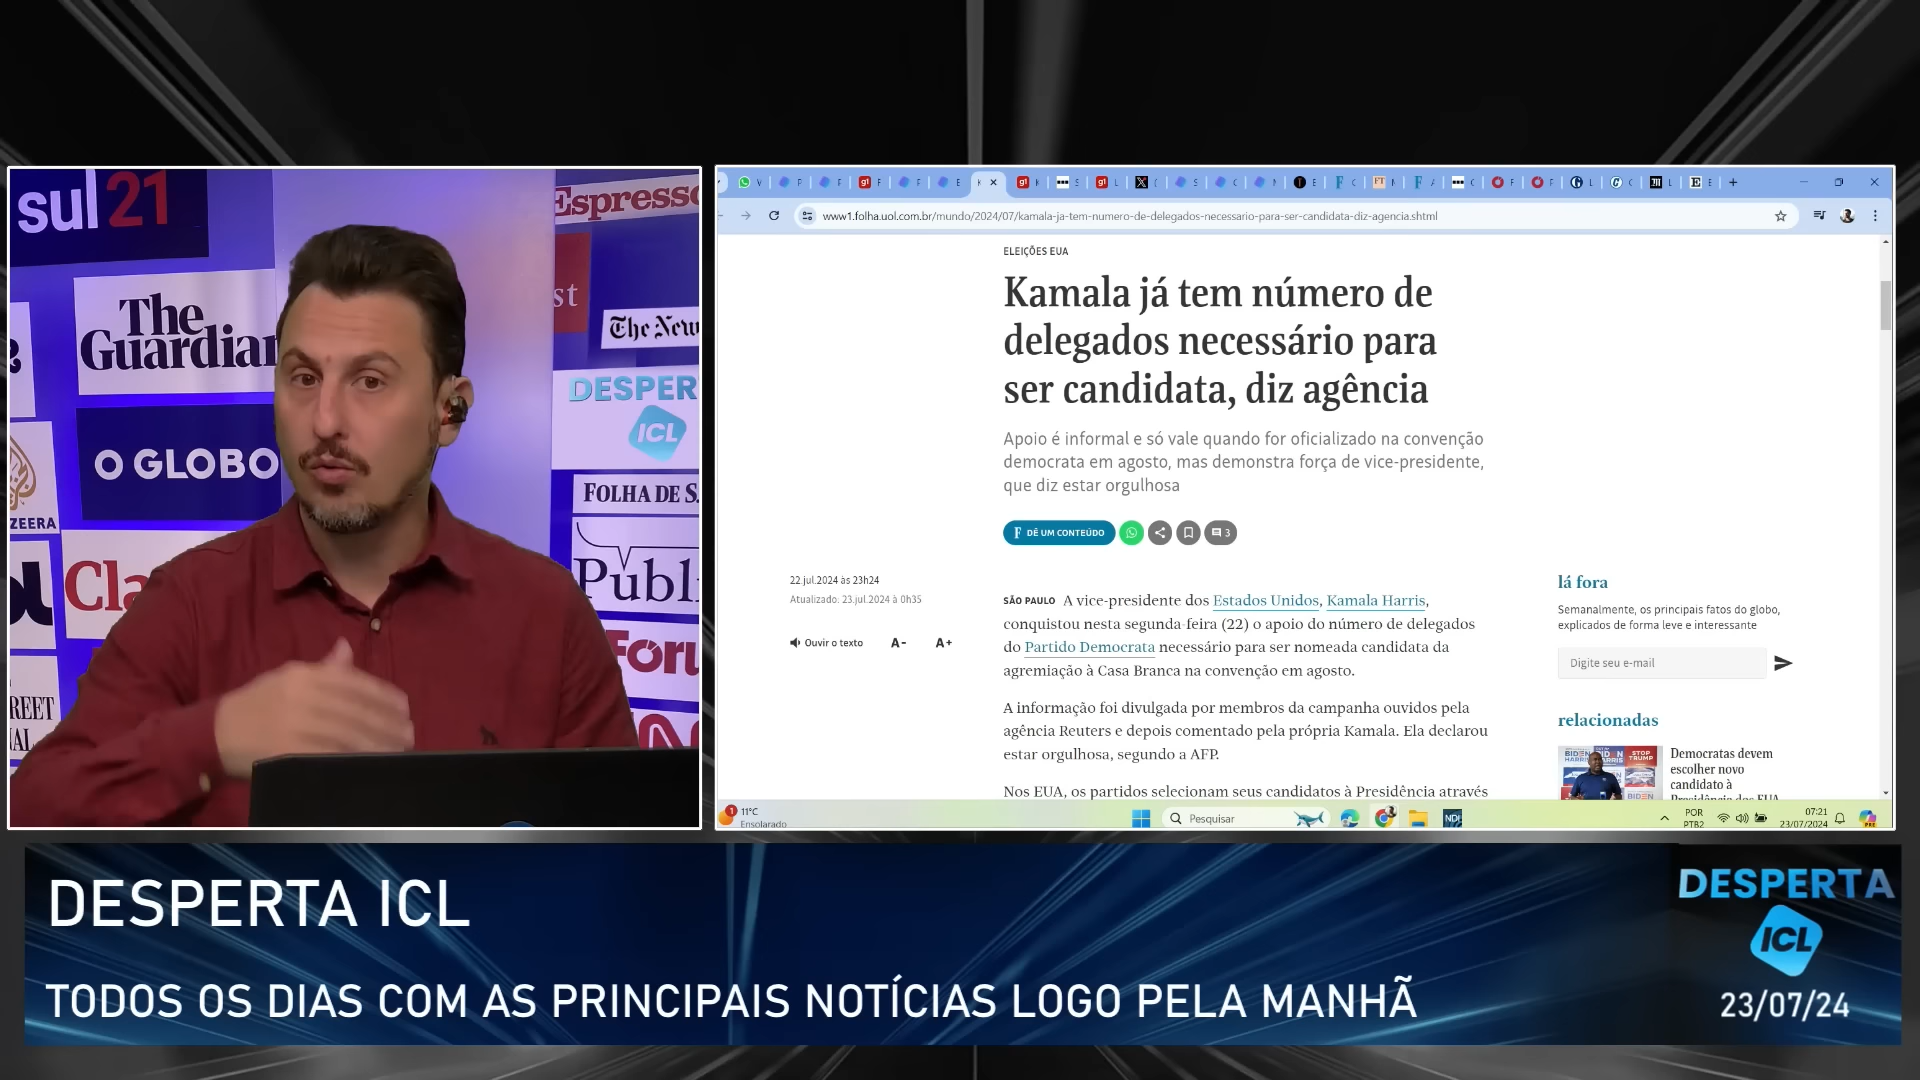 sul21
Espresso
The
Guardian
st
The New
DESPERT
ICL
O GLOBO
ZEERA
FOLHA DE S.
Públi
Cla
REET
Foru
www1.folha.uol.com.br/mundo/2024/07/kamala-ja-tem-numero-de-delegados-necessario-para-ser-candidata-diz-agencia.shtml
ELEIÇÕES EUA
Kamala já tem número de
delegados necessário para
ser candidata, diz agência
Apoio é informal e só vale quando for oficializado na convenção
democrata em agosto, mas demonstra força de vice-presidente,
que diz estar orgulhosa
F DÊ UM CONTEÚDO
3
22.jul.2024 às 23h24
Atualizado: 23.jul.2024 à 0h35
Ouvir o texto A- A+
SÃO PAULO A vice-presidente dos Estados Unidos, Kamala Harris,
conquistou nesta segunda-feira (22) o apoio do número de delegados
do Partido Democrata necessário para ser nomeada candidata da
agremiação à Casa Branca na convenção em agosto.
A informação foi divulgada por membros da campanha ouvidos pela
agência Reuters e depois comentado pela própria Kamala. Ela declarou
estar orgulhosa, segundo a AFP.
Nos EUA, os partidos selecionam seus candidatos à Presidência através
lá fora
Semanalmente, os principais fatos do globo,
explicados de forma leve e interessante
Digite seu e-mail
relacionadas
Democratas devem
escolher novo
candidato à
Presidência dos EUA
1 11°C
Ensolarado
Pesquisar
POR
PTB2
07:21
23/07/2024
DESPERTA ICL
TODOS OS DIAS COM AS PRINCIPAIS NOTÍCIAS LOGO PELA MANHÃ
DESPERTA
ICL
23/07/24